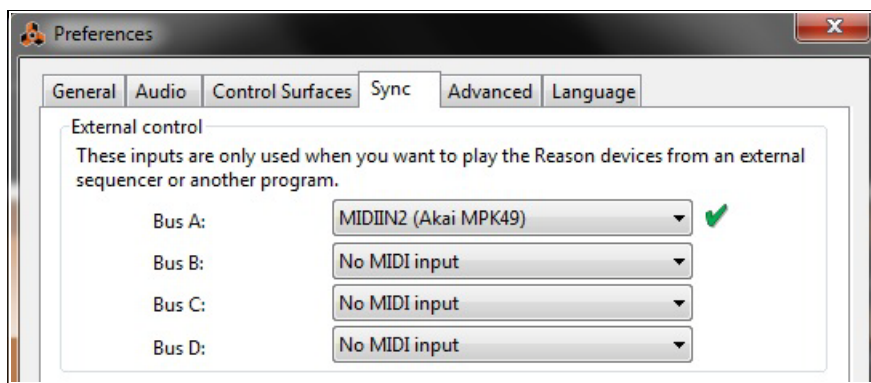 Preferences
General Audio Control Surfaces Sync Advanced Language
External control
These inputs are only used when you want to play the Reason devices from an external
sequencer or another program.
Bus A: MIDIIN2 (Akai MPK49)
Bus B: No MIDI input
Bus C: No MIDI input
Bus D: No MIDI input